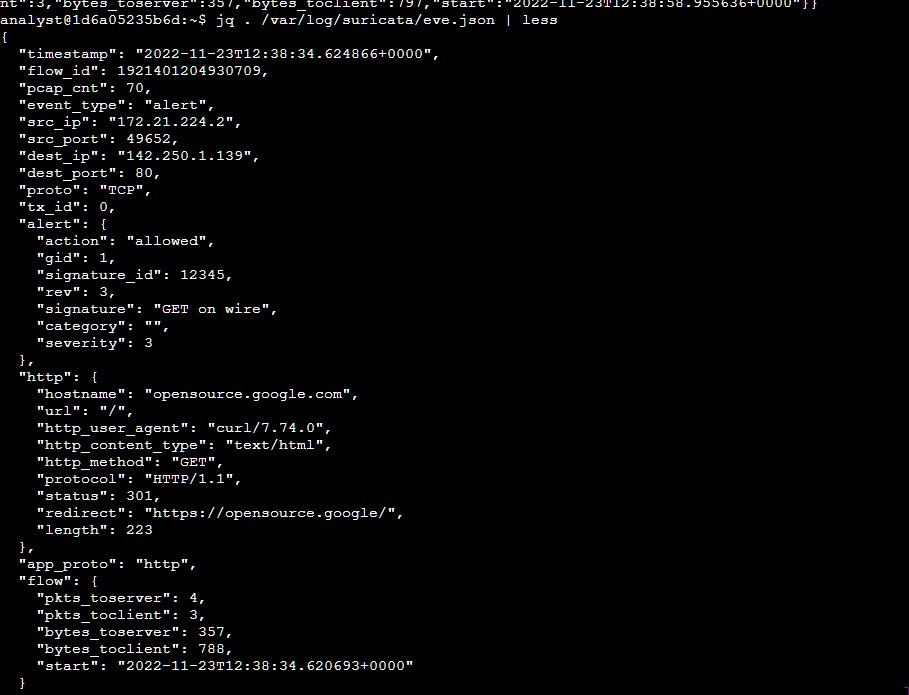 nt":3,"bytes_toserver":357,"bytes_toclient":797,"start":"2022-11-23T12:38:58.955636+0000"}}
analyst@1d6a05235b6d:~$ jq . /var/log/suricata/eve.json | less
{
  "timestamp": "2022-11-23T12:38:34.624866+0000",
  "flow_id": 1921401204930709,
  "pcap_cnt": 70,
  "event_type": "alert",
  "src_ip": "172.21.224.2",
  "src_port": 49652,
  "dest_ip": "142.250.1.139",
  "dest_port": 80,
  "proto": "TCP",
  "tx_id": 0,
  "alert": {
    "action": "allowed",
    "gid": 1,
    "signature_id": 12345,
    "rev": 3,
    "signature": "GET on wire",
    "category": "",
    "severity": 3
  },
  "http": {
    "hostname": "opensource.google.com",
    "url": "/",
    "http_user_agent": "curl/7.74.0",
    "http_content_type": "text/html",
    "http_method": "GET",
    "protocol": "HTTP/1.1",
    "status": 301,
    "redirect": "https://opensource.google/",
    "length": 223
  },
  "app_proto": "http",
  "flow": {
    "pkts_toserver": 4,
    "pkts_toclient": 3,
    "bytes_toserver": 357,
    "bytes_toclient": 788,
    "start": "2022-11-23T12:38:34.620693+0000"
  }